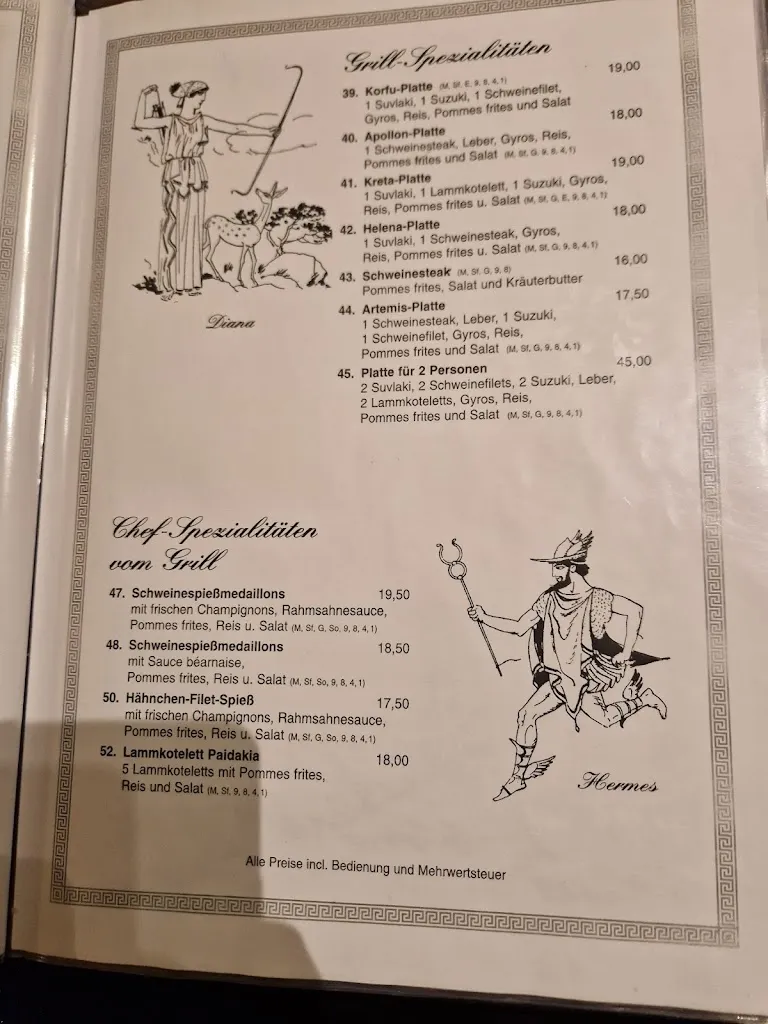 Grill-Spezialitäten
39. Korfu-Platte (M, Sf, E, 9, 8, 4, 1) 19,00
1 Suvlaki, 1 Suzuki, 1 Schweinefilet,
Gyros, Reis, Pommes frites und Salat
40. Apollon-Platte 18,00
1 Schweinesteak, Leber, Gyros, Reis,
Pommes frites und Salat (M, Sf, G, 9, 8, 4, 1)
41. Kreta-Platte 19,00
1 Suvlaki, 1 Lammkotelett, 1 Suzuki, Gyros,
Reis, Pommes frites u. Salat (M, Sf, G, E, 9, 8, 4, 1)
42. Helena-Platte 18,00
1 Suvlaki, 1 Schweinesteak, Gyros,
Reis, Pommes frites u. Salat (M, Sf, G, 9, 8, 4, 1)
43. Schweinesteak (M, Sf, G, 9, 8) 16,00
Pommes frites, Salat und Kräuterbutter
44. Artemis-Platte 17,50
1 Schweinesteak, Leber, 1 Suzuki,
1 Schweinefilet, Gyros, Reis,
Pommes frites und Salat (M, Sf, G, 9, 8, 4, 1)
45. Platte für 2 Personen 45,00
2 Suvlaki, 2 Schweinefilets, 2 Suzuki, Leber,
2 Lammkoteletts, Gyros, Reis,
Pommes frites und Salat (M, Sf, G, 9, 8, 4, 1)
Diana
Chef-Spezialitäten
vom Grill
47. Schweinespießmedaillons 19,50
mit frischen Champignons, Rahmsahnesauce,
Pommes frites, Reis u. Salat (M, Sf, G, So, 9, 8, 4, 1)
48. Schweinespießmedaillons 18,50
mit Sauce béarnaise,
Pommes frites, Reis u. Salat (M, Sf, So, 9, 8, 4, 1)
50. Hähnchen-Filet-Spieß 17,50
mit frischen Champignons, Rahmsahnesauce,
Pommes frites, Reis u. Salat (M, Sf, G, So, 9, 8, 4, 1)
52. Lammkotelett Paidakia 18,00
5 Lammkoteletts mit Pommes frites,
Reis und Salat (M, Sf, 9, 8, 4, 1)
Hermes
Alle Preise incl. Bedienung und Mehrwertsteuer